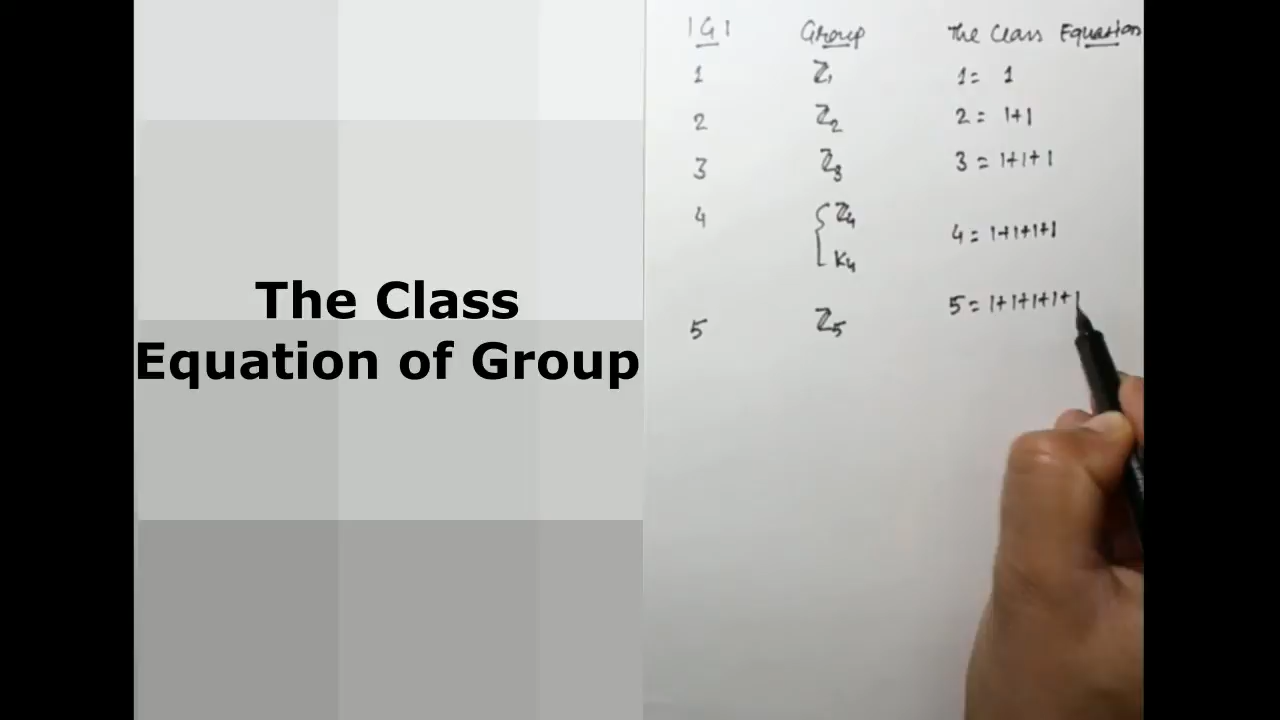 The Class
Equation of Group
|G| Group The Class Equation
1 ℤ₁ 1 = 1
2 ℤ₂ 2 = 1+1
3 ℤ₃ 3 = 1+1+1
4 { ℤ₄
K₄ 4 = 1+1+1+1
5 ℤ₅ 5 = 1+1+1+1+1